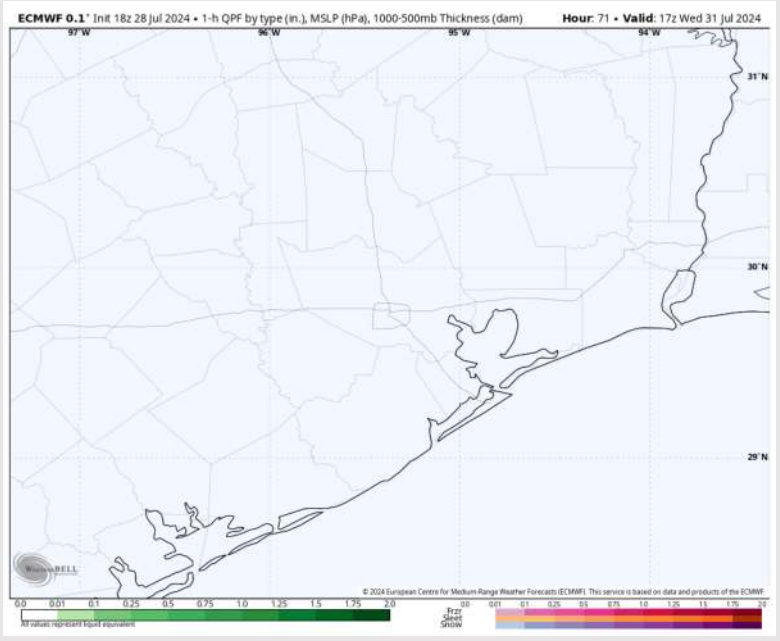 ECMWF 0.1° Init 18z 28 Jul 2024 • 1-h QPF by type (in.), MSLP (hPa), 1000-500mb Thickness (dam) Hour: 71 • Valid: 17z Wed 31 Jul 2024
97°W 96°W 95°W 94°W
31°N
30°N
29°N
WeatherBELL
© 2024 European Centre for Medium-Range Weather Forecasts (ECMWF). This service is based on data and products of the ECMWF.
0.0 0.01 0.1 0.25 0.5 0.75 1.0 1.25 1.5 1.75 2.0
0.0 0.01 0.1 0.25 0.5 0.75 1.0 1.25 1.5 1.75 2.0
Frzr
Sleet
Snow
All values represent liquid equivalent